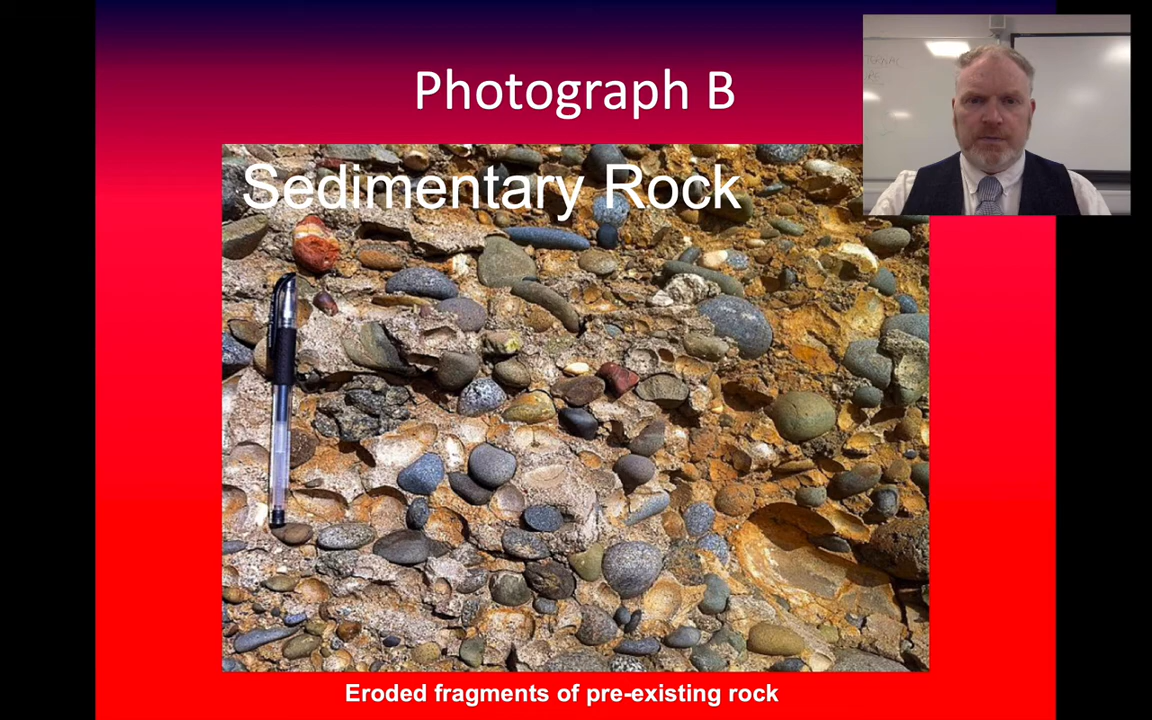 Photograph B
Sedimentary Rock
Eroded fragments of pre-existing rock